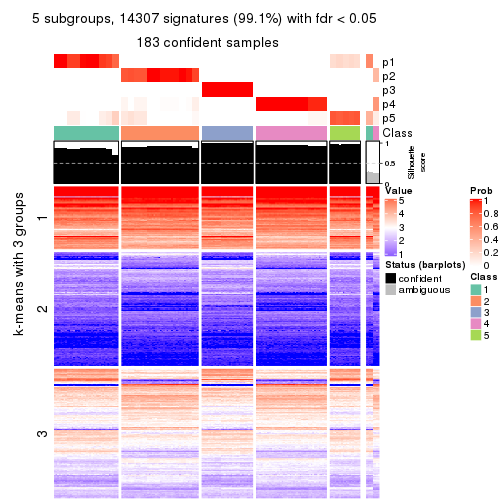 5 subgroups, 14307 signatures (99.1%) with fdr < 0.05
183 confident samples
p1
p2
p3
p4
p5
Class
1
0.5
0
Silhouette
score
k-means with 3 groups
1
2
3
Value
5
4
3
2
1
Status (barplots)
confident
ambiguous
Prob
1
0.8
0.6
0.4
0.2
0
Class
1
2
3
4
5